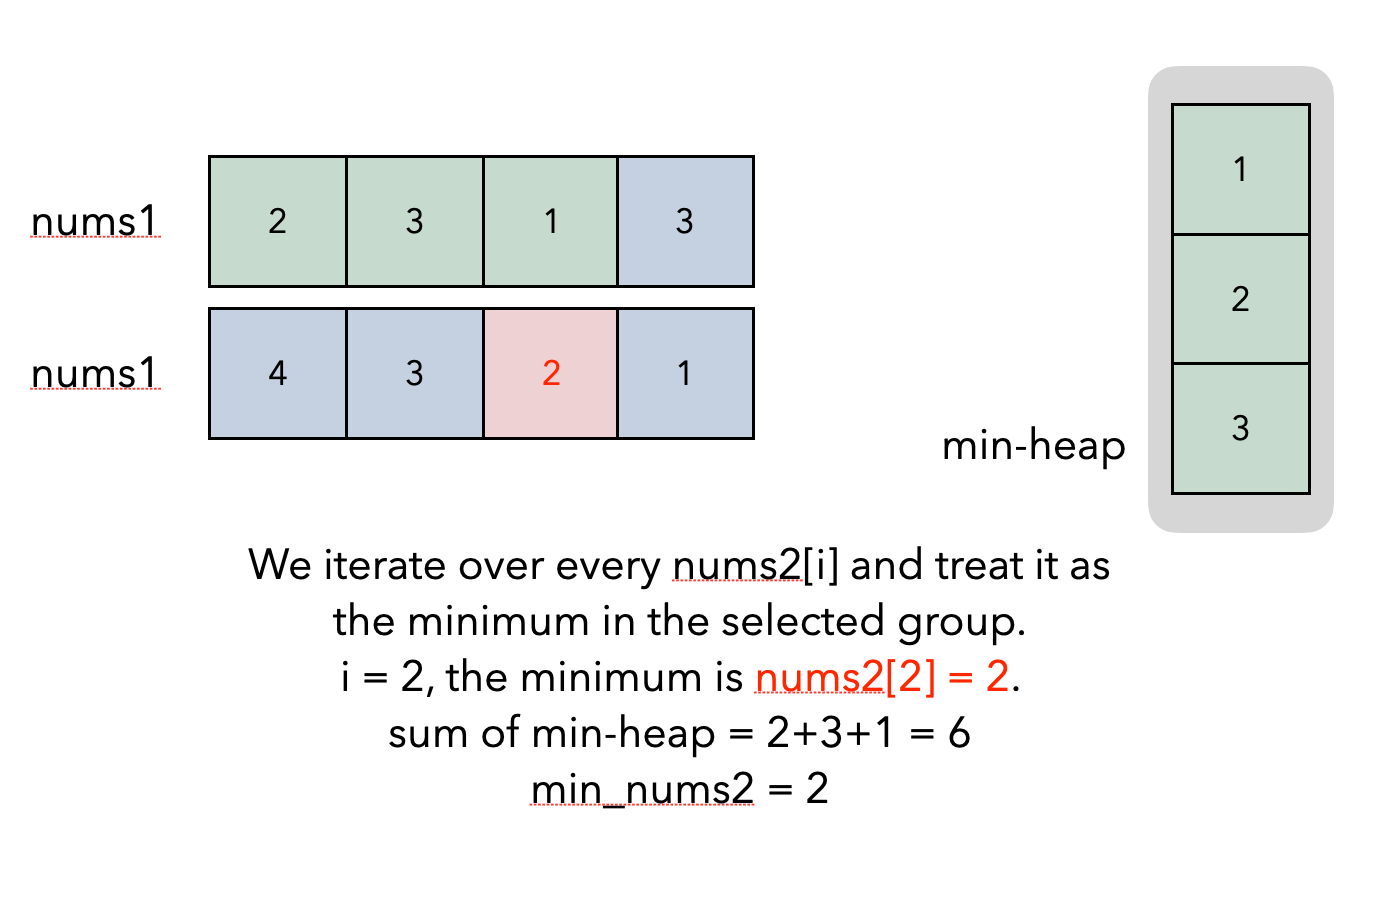 nums1
2 3 1 3
nums1
4 3 2 1
1
2
3
min-heap
We iterate over every nums2[i] and treat it as
the minimum in the selected group.
i = 2, the minimum is nums2[2] = 2.
sum of min-heap = 2+3+1 = 6
min_nums2 = 2